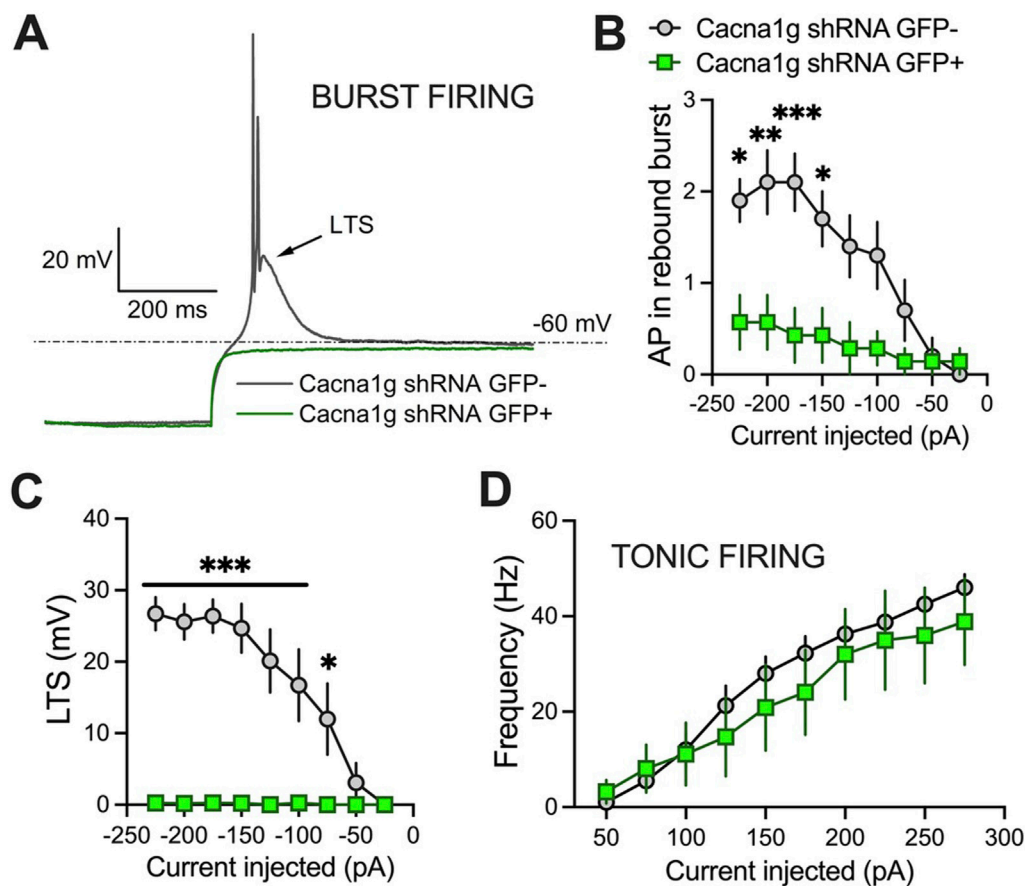 A
BURST FIRING
LTS
20 mV
200 ms
-60 mV
Cacna1g shRNA GFP-
Cacna1g shRNA GFP+
B
Cacna1g shRNA GFP-
Cacna1g shRNA GFP+
AP in rebound burst
3
2
1
0
*
**
***
*
-250 -200 -150 -100 -50 0
Current injected (pA)
C
LTS (mV)
40
30
20
10
0
***
*
-250 -200 -150 -100 -50 0
Current injected (pA)
D
TONIC FIRING
Frequency (Hz)
60
40
20
0
50 100 150 200 250 300
Current injected (pA)